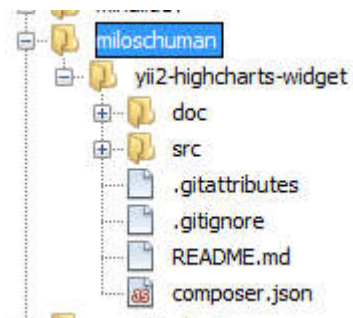 miloschuman
yii2-highcharts-widget
doc
src
.gitattributes
.gitignore
README.md
composer.json